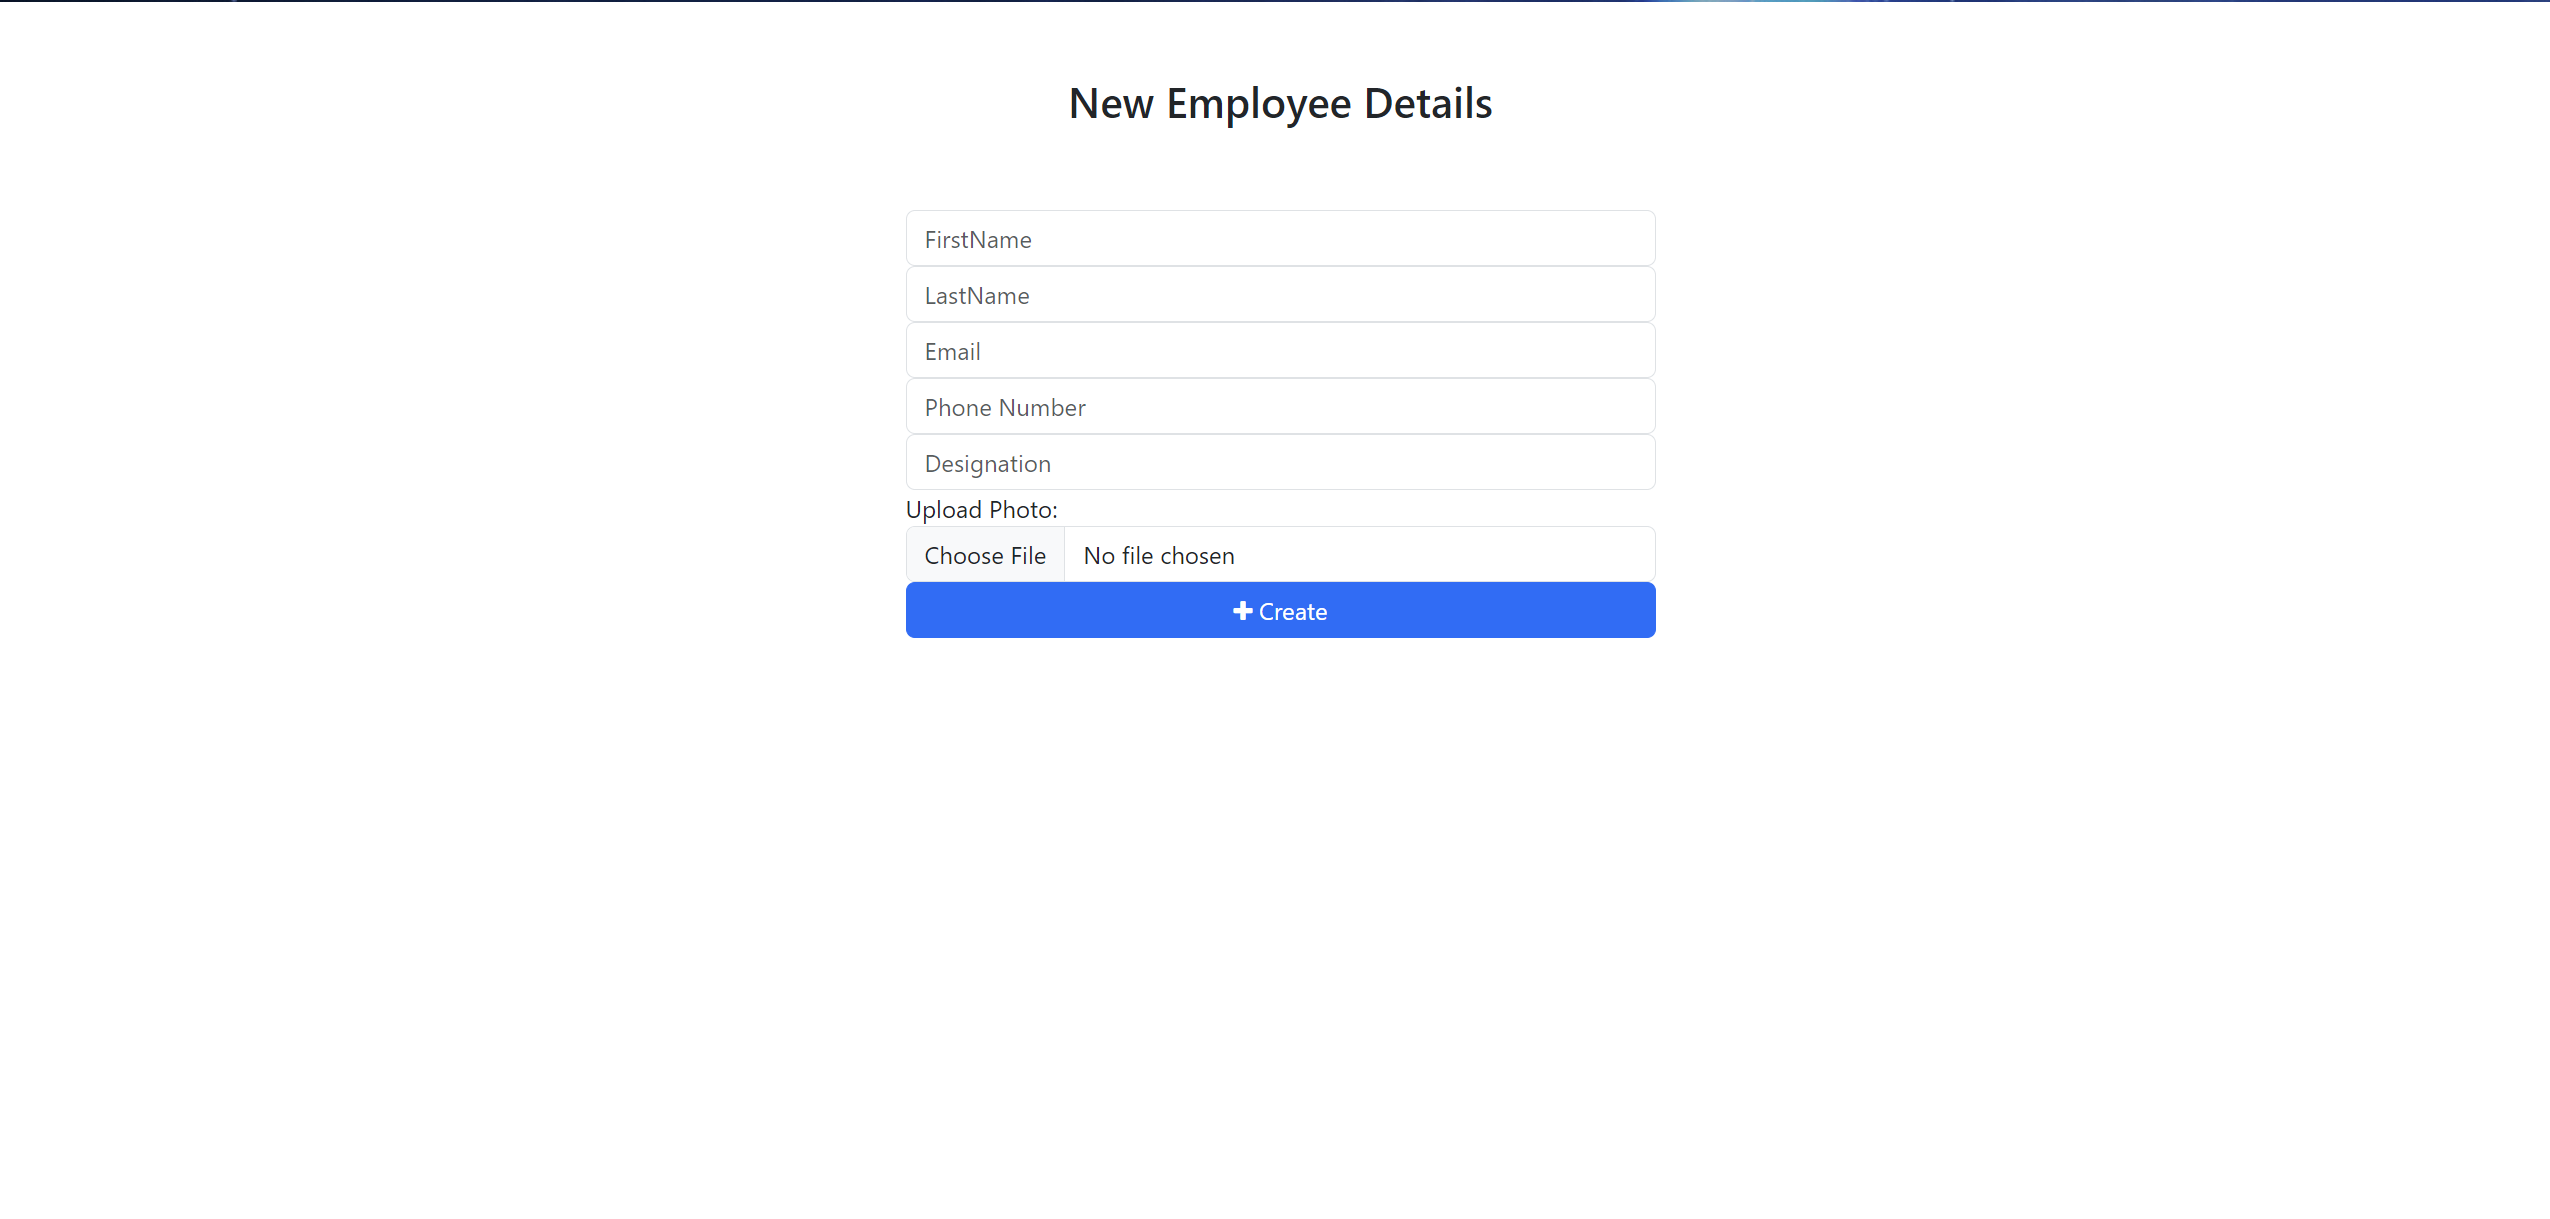 New Employee Details
FirstName
LastName
Email
Phone Number
Designation
Upload Photo:
Choose File No file chosen
Create